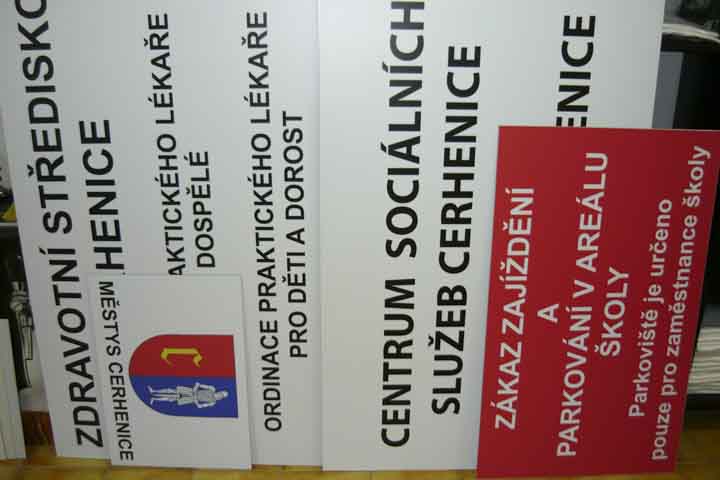 ZDRAVOTNÍ STŘEDISKO
HENICE
AKTICKÉHO LÉKAŘE
DOSPĚLÉ
ORDINACE PRAKTICKÉHO LÉKAŘE
PRO DĚTI A DOROST
MĚSTYS CERHENICE
C
CENTRUM SOCIÁLNÍCH
SLUŽEB CERHENICE
ENICE
ZÁKAZ ZAJÍŽDĚNÍ
A
PARKOVÁNÍ V AREÁLU
ŠKOLY
Parkoviště je určeno
pouze pro zaměstnance školy